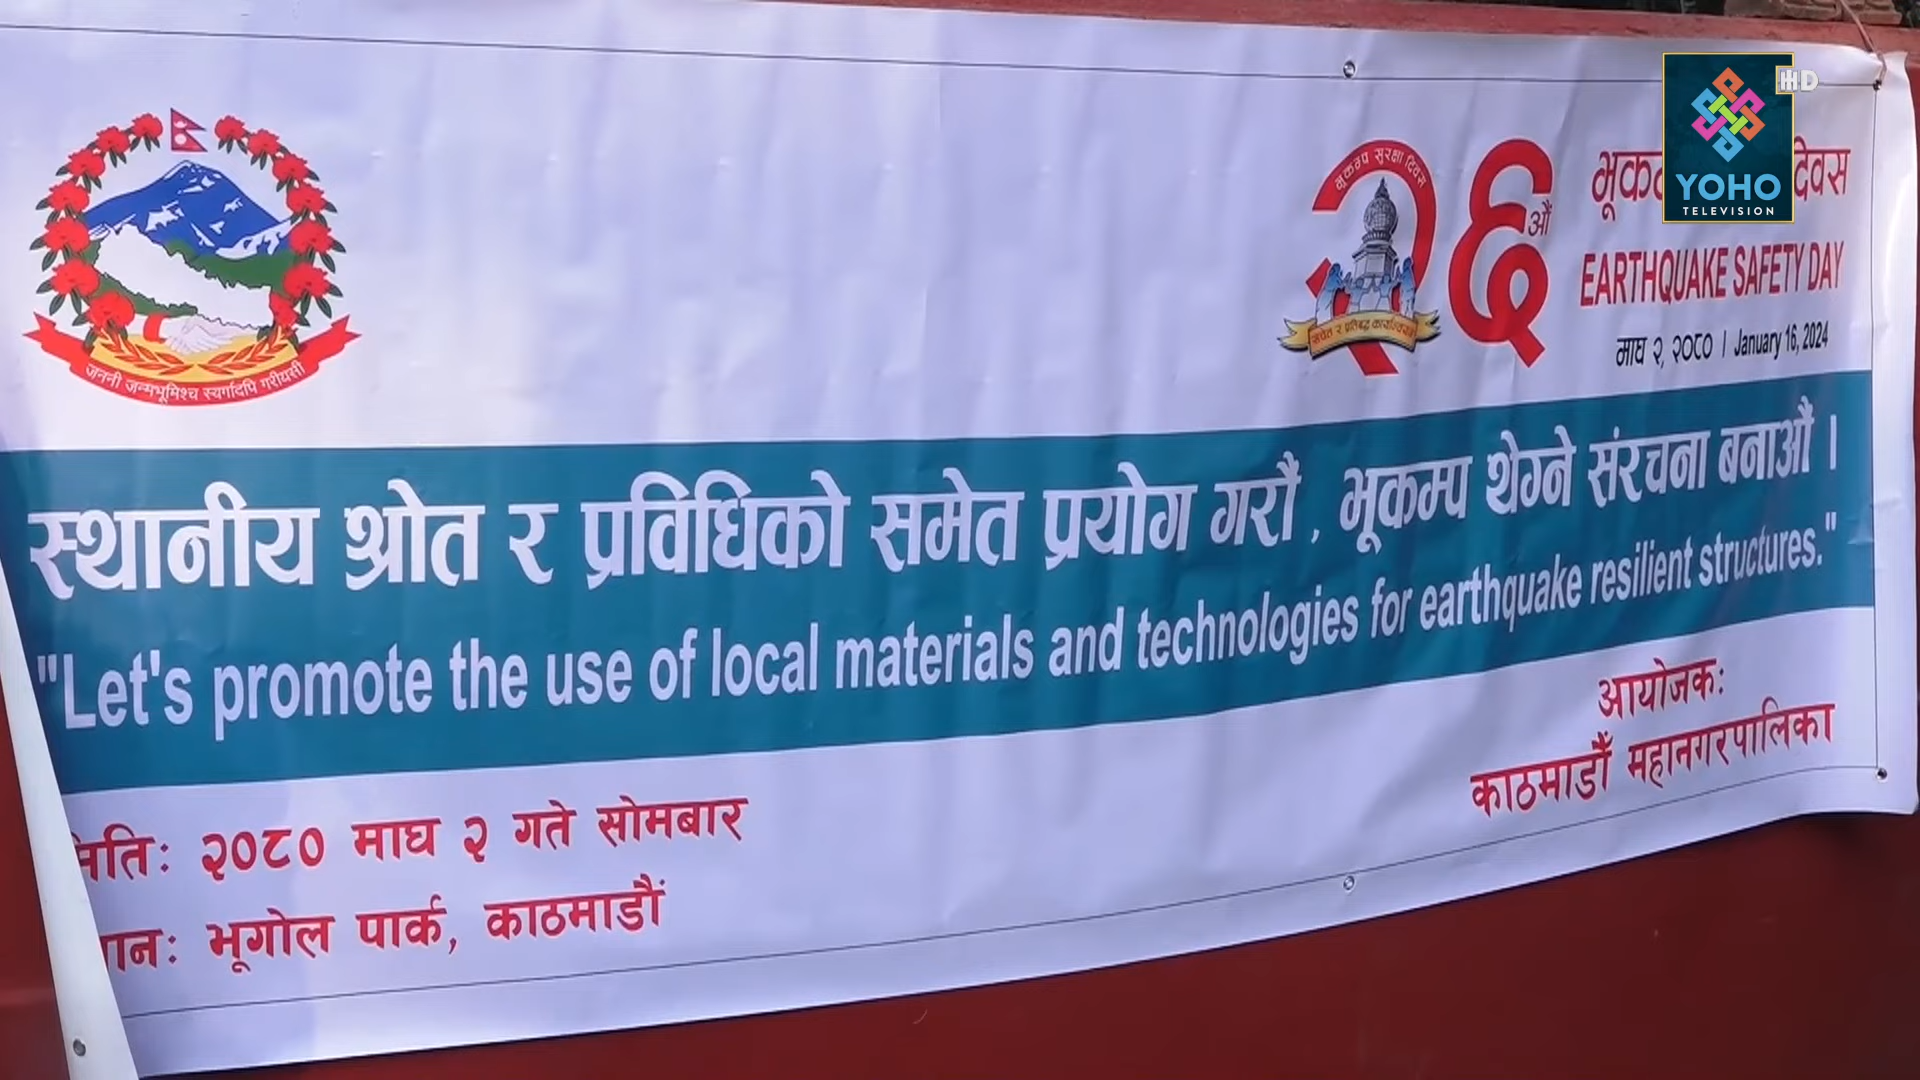 जननी जन्मभूमिश्च स्वर्गादपि गरीयसी
भूकम्प सुरक्षा दिवस
२६ औं
दिवस
EARTHQUAKE SAFETY DAY
माघ २, २०८० | January 16, 2024
HD
YOHO
TELEVISION
स्थानीय श्रोत र प्रविधिको समेत प्रयोग गरौं , भूकम्प थेग्ने संरचना बनाऔं ।
"Let's promote the use of local materials and technologies for earthquake resilient structures."
आयोजकः
काठमाडौँ महानगरपालिका
मितिः २०८० माघ २ गते सोमबार
भूगोल पार्क, काठमाडौं